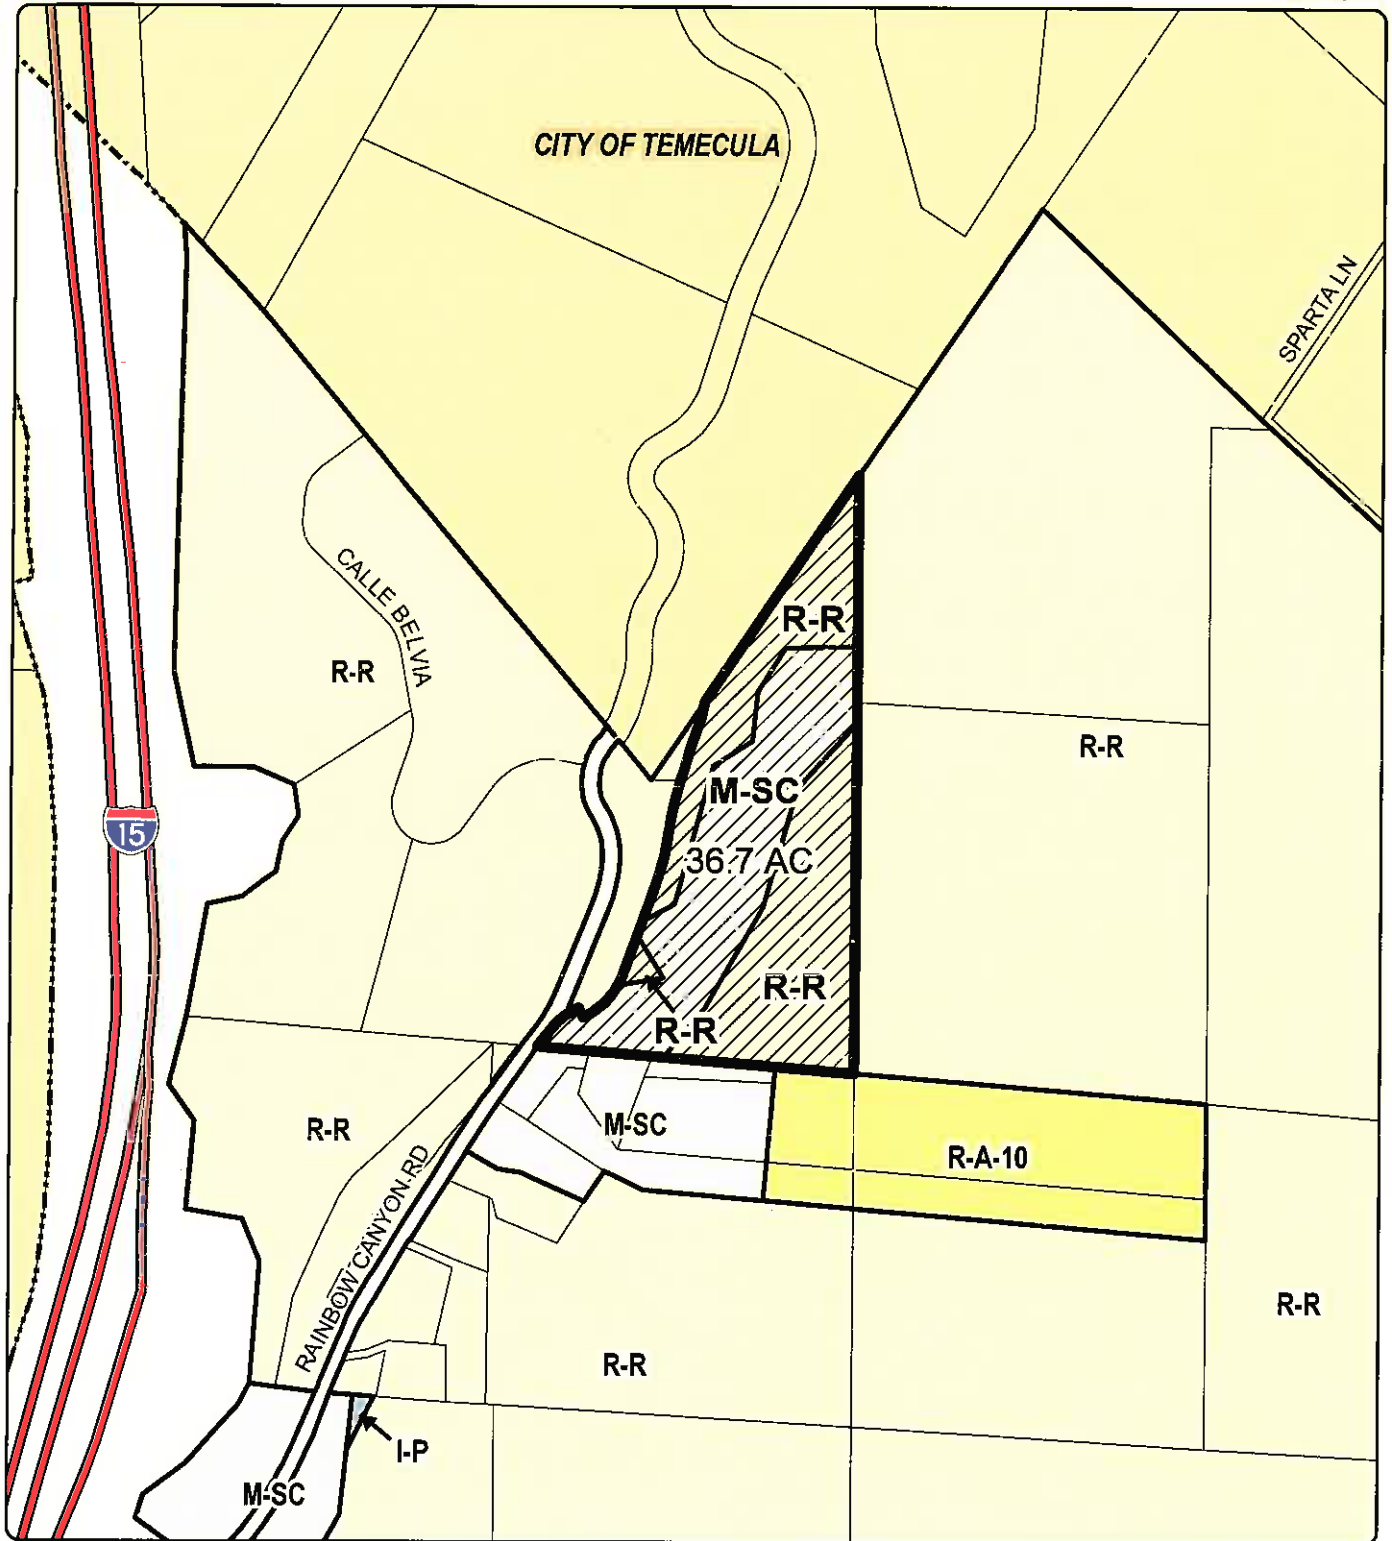 CITY OF TEMECULA
SPARTA LN
CALLE BELVIA
R-R
R-R
R-R
M-SC
15
36.7 AC
R-R
R-R
M-SC
R-R
R-A-10
RAINBOW CANYON RD
R-R
R-R
I-P
M-SC